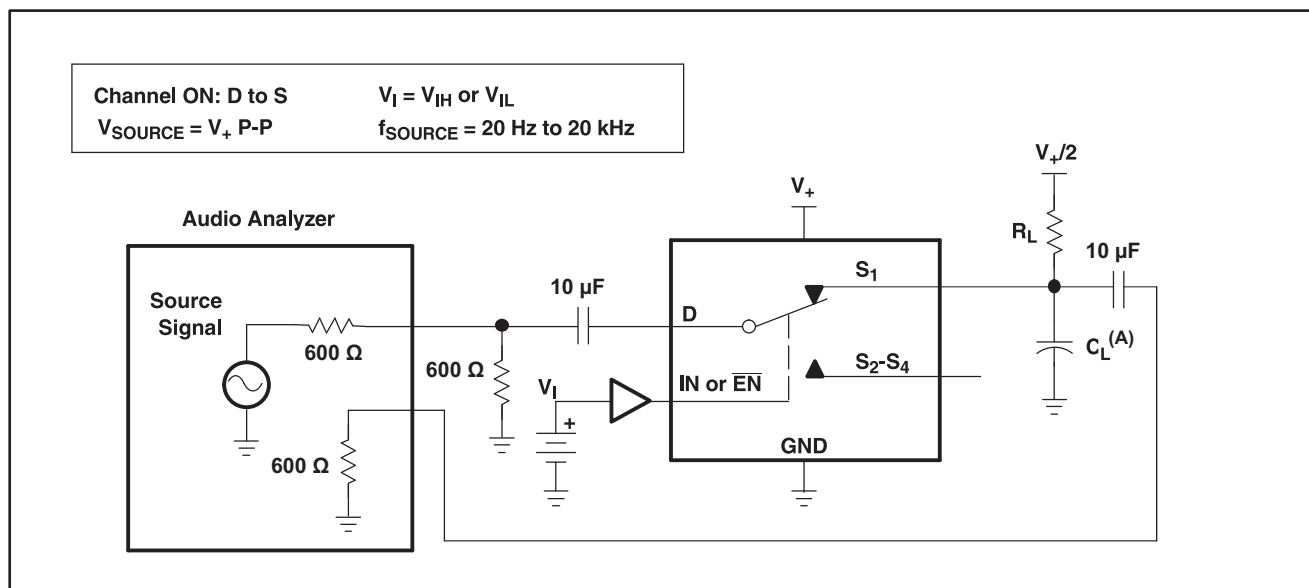 Channel ON: D to S
V_I = V_IH or V_IL
V_SOURCE = V_+ P-P
f_SOURCE = 20 Hz to 20 kHz
V_+/2
V_+
Audio Analyzer
R_L
10 µF
S_1
10 µF
Source
Signal
D
600 Ω
C_L^(A)
600 Ω
S_2-S_4
V_I
IN or E̅N̅
+
GND
600 Ω